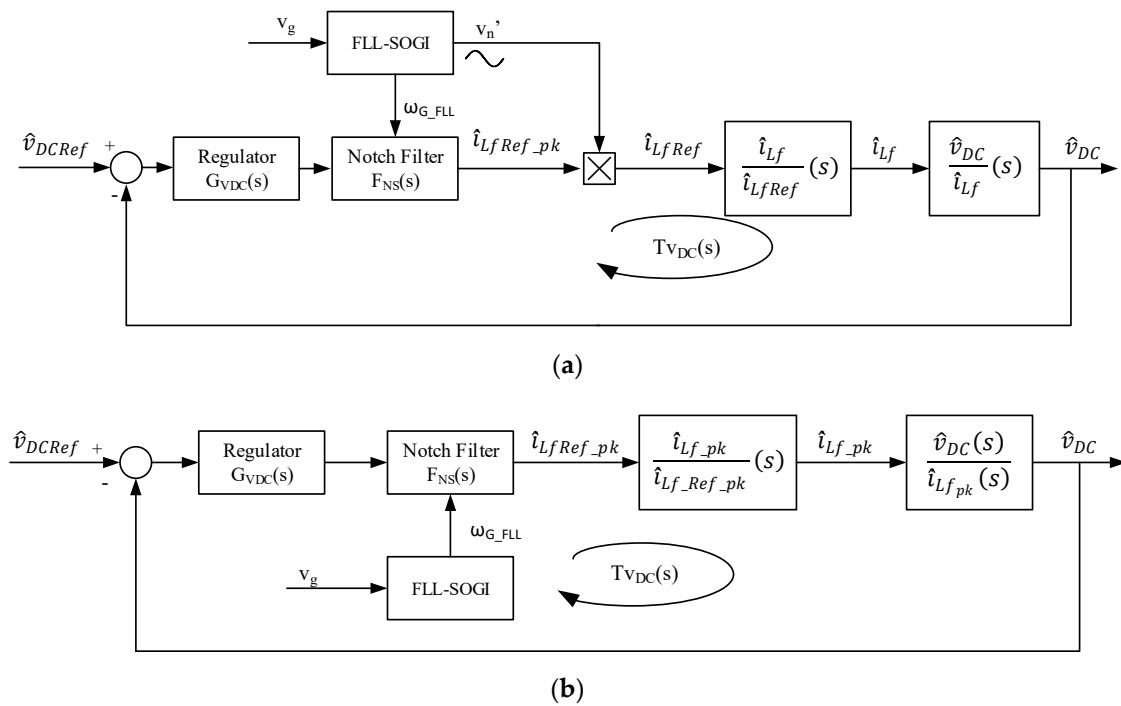 v_g
FLL-SOGI
v_n’
ω_G_FLL
v̂_DCRef
+
-
Regulator
G_VDC(s)
Notch Filter
F_NS(s)
î_LfRef_pk
î_LfRef
î_Lf / î_LfRef (s)
î_Lf
v̂_DC / î_Lf (s)
v̂_DC
Tv_DC(s)
(a)
v̂_DCRef
+
-
Regulator
G_VDC(s)
Notch Filter
F_NS(s)
î_LfRef_pk
î_Lf_pk / î_Lf_Ref_pk (s)
î_Lf_pk
v̂_DC(s) / î_Lf_pk(s)
v̂_DC
ω_G_FLL
v_g
FLL-SOGI
Tv_DC(s)
(b)